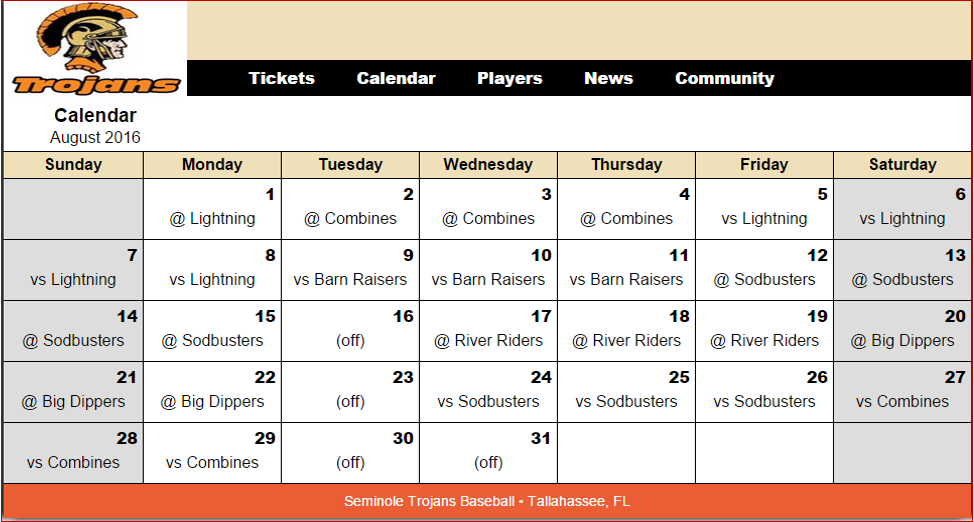 Trojans
Tickets Calendar Players News Community
Calendar
August 2016
Sunday Monday Tuesday Wednesday Thursday Friday Saturday
1 2 3 4 5 6
@ Lightning @ Combines @ Combines @ Combines vs Lightning vs Lightning
7 8 9 10 11 12 13
vs Lightning vs Lightning vs Barn Raisers vs Barn Raisers vs Barn Raisers @ Sodbusters @ Sodbusters
14 15 16 17 18 19 20
@ Sodbusters @ Sodbusters (off) @ River Riders @ River Riders @ River Riders @ Big Dippers
21 22 23 24 25 26 27
@ Big Dippers @ Big Dippers (off) vs Sodbusters vs Sodbusters vs Sodbusters vs Combines
28 29 30 31
vs Combines vs Combines (off) (off)
Seminole Trojans Baseball • Tallahassee, FL